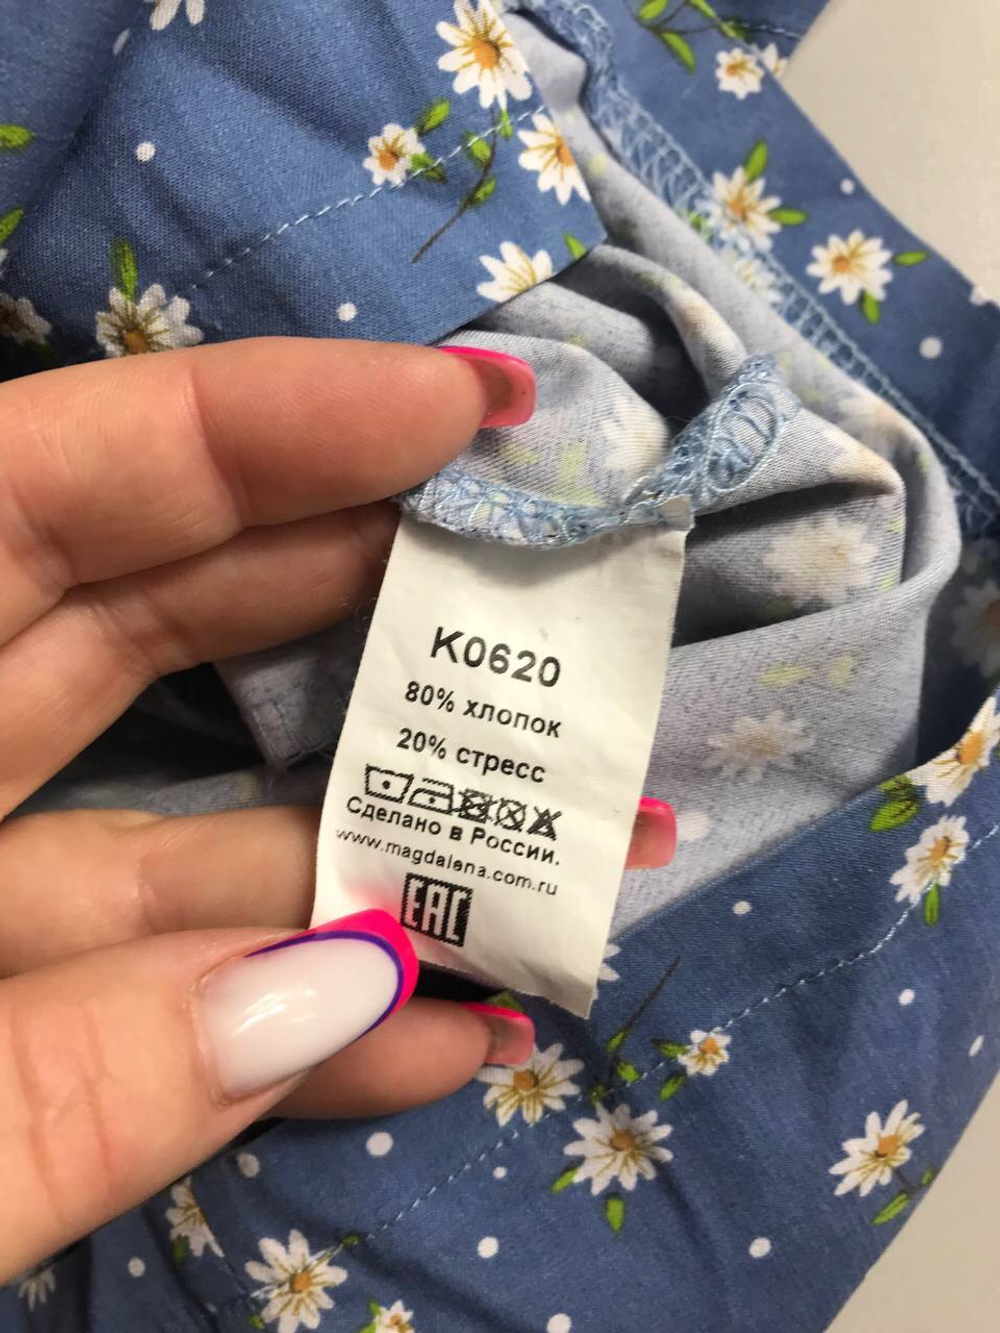 K0620
80% хлопок
20% стресс
Сделано в России.
www.magdalena.com.ru
EAC